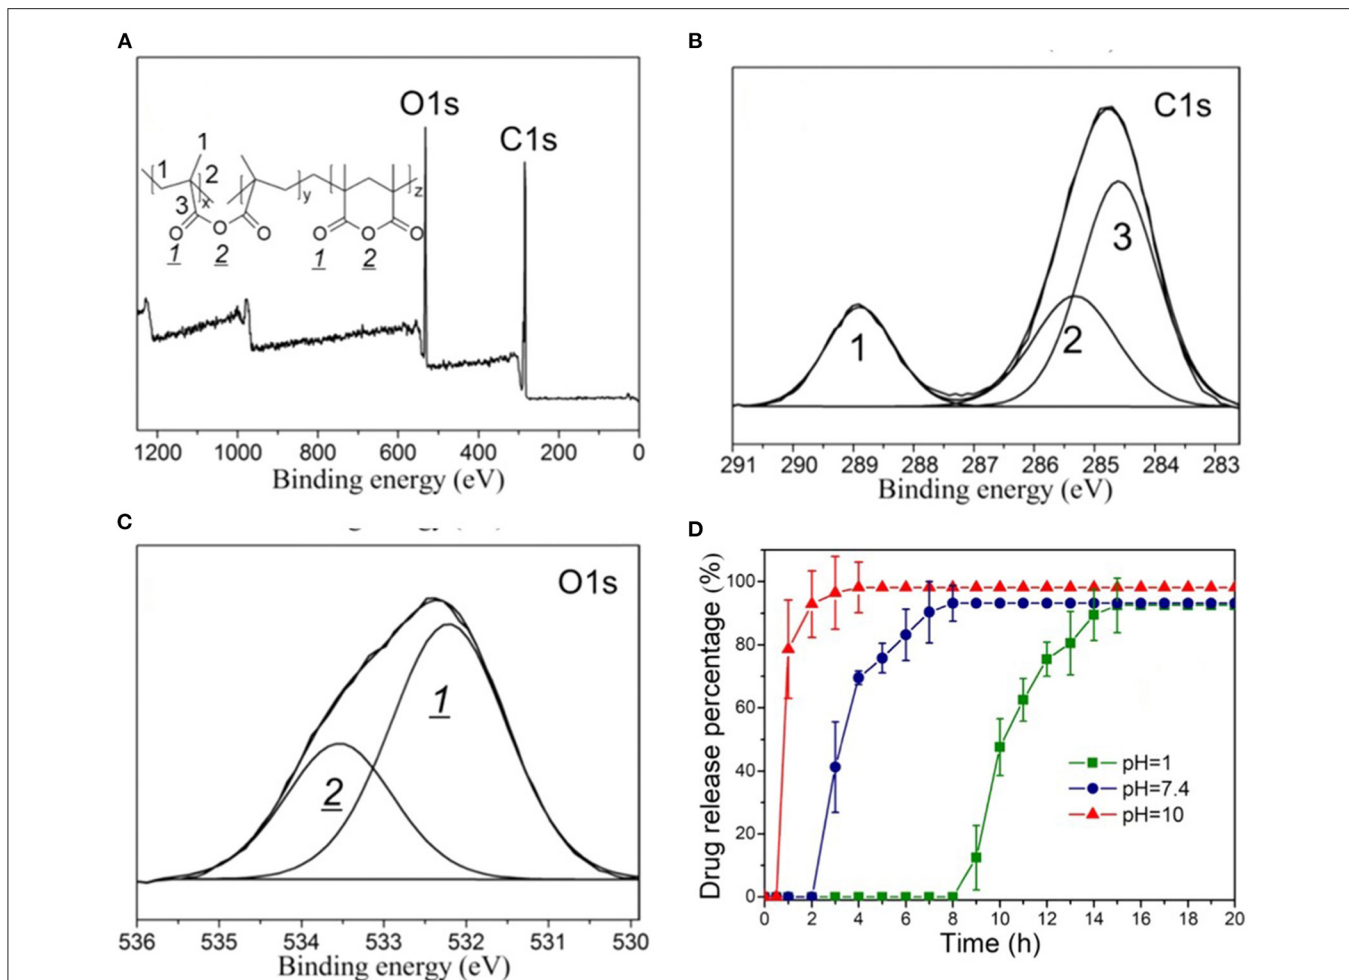 A
O1s
C1s
1
1
2
3
x
y
z
O
O
O
O
O
O
1
2
1
2
1200 1000 800 600 400 200 0
Binding energy (eV)
B
C1s
1
2
3
291 290 289 288 287 286 285 284 283
Binding energy (eV)
C
O1s
1
2
536 535 534 533 532 531 530
Binding energy (eV)
D
Drug release percentage (%)
100
80
60
40
20
0
pH=1
pH=7.4
pH=10
0 2 4 6 8 10 12 14 16 18 20
Time (h)